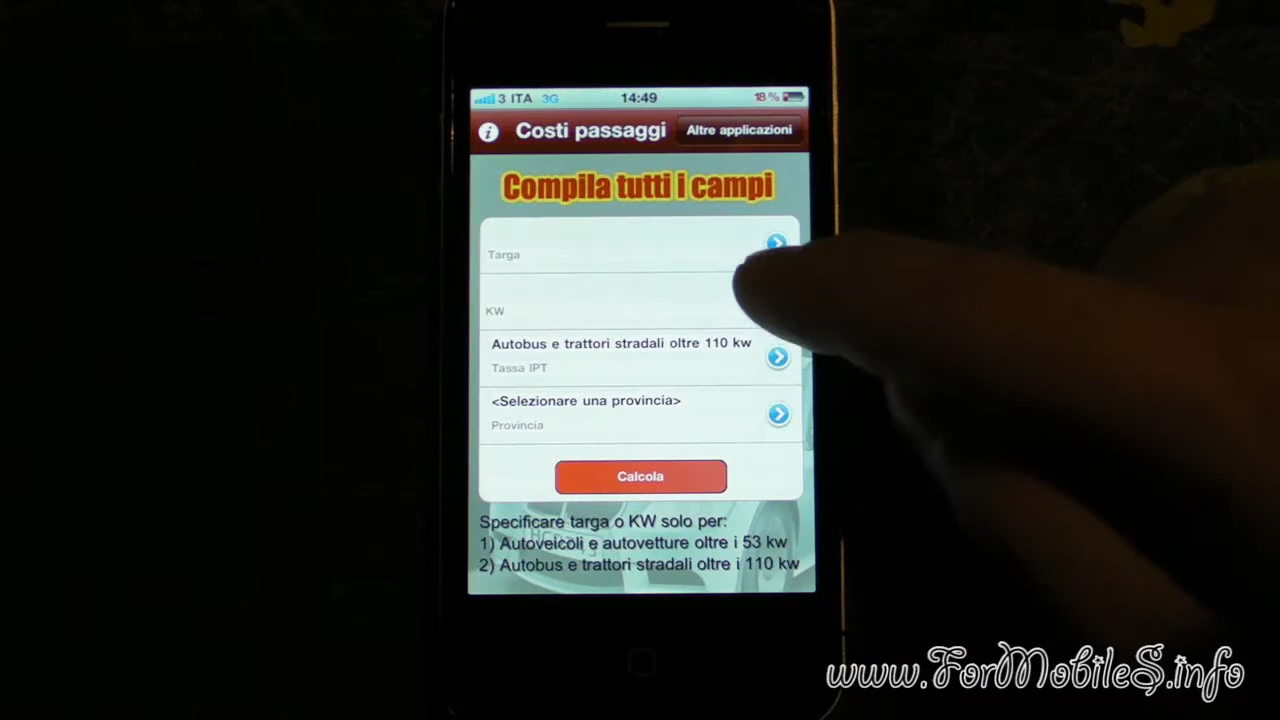 3 ITA 3G 14:49 18%
i Costi passaggi Altre applicazioni
Compila tutti i campi
Targa
KW
Autobus e trattori stradali oltre 110 kw
Tassa IPT
<Selezionare una provincia>
Provincia
Calcola
Specificare targa o KW solo per:
1) Autoveicoli e autovetture oltre i 53 kw
2) Autobus e trattori stradali oltre i 110 kw
www.ForMobileS.info